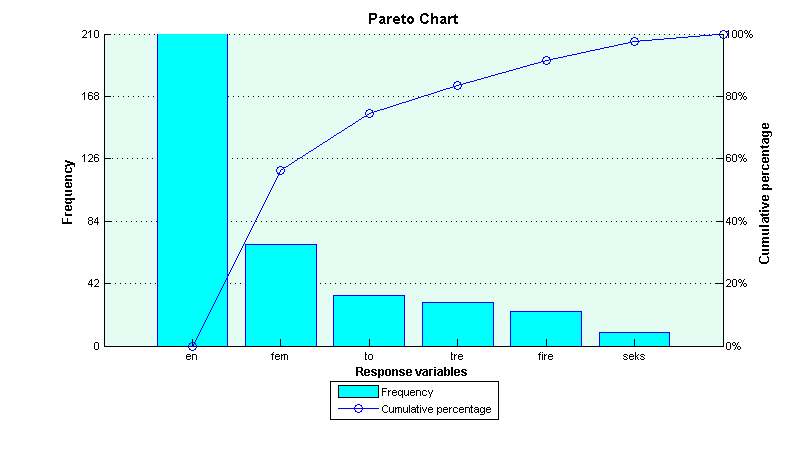 Pareto Chart
210
168
126
84
42
0
Frequency
100%
80%
60%
40%
20%
0%
Cumulative percentage
en fem to tre fire seks
Response variables
Frequency
Cumulative percentage